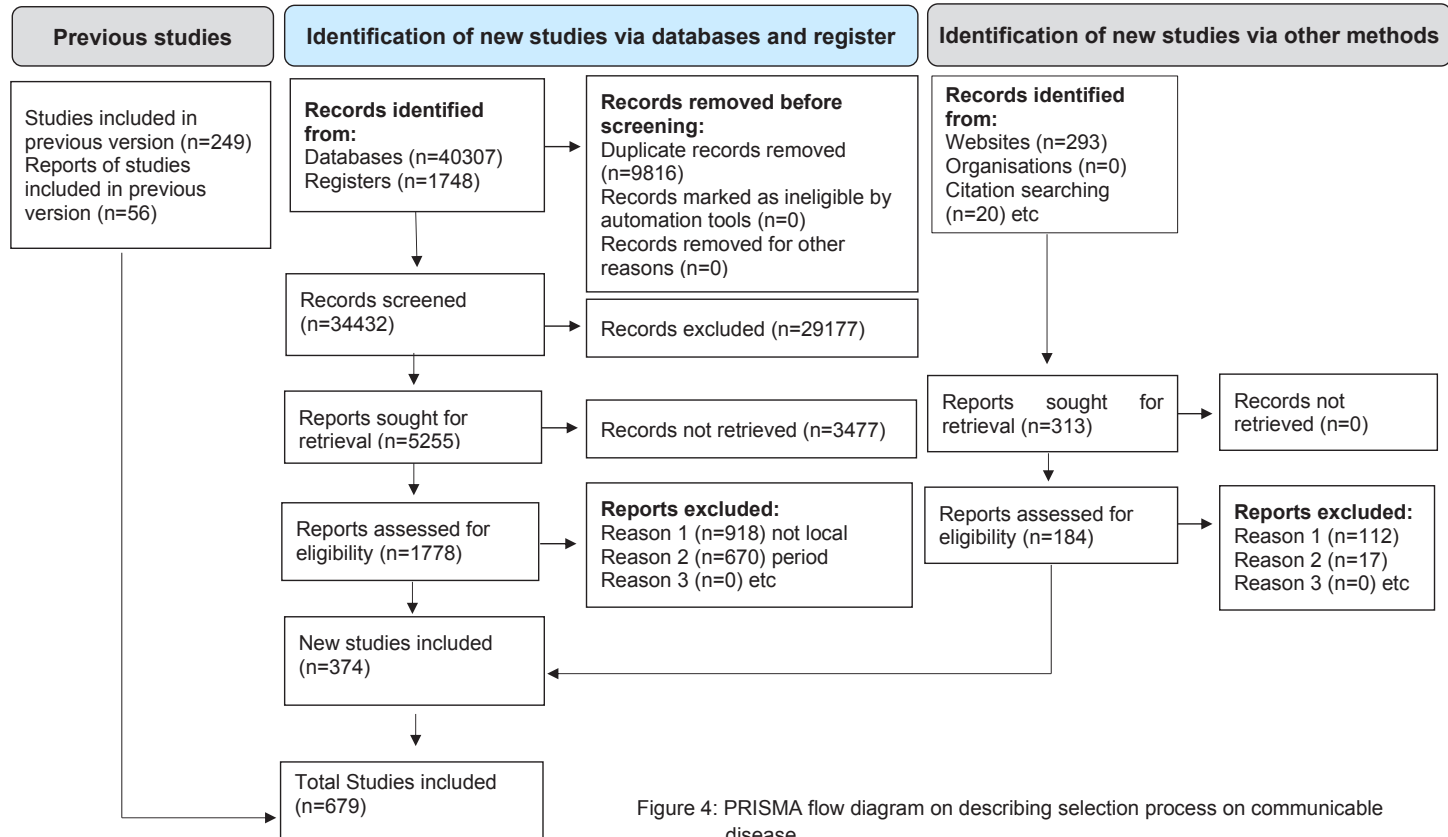 Previous studies
Identification of new studies via databases and register
Identification of new studies via other methods
Studies included in
previous version (n=249)
Reports of studies
included in previous
version (n=56)
Records identified
from:
Databases (n=40307)
Registers (n=1748)
Records removed before
screening:
Duplicate records removed
(n=9816)
Records marked as ineligible by
automation tools (n=0)
Records removed for other
reasons (n=0)
Records identified
from:
Websites (n=293)
Organisations (n=0)
Citation searching
(n=20) etc
Records screened
(n=34432)
Records excluded (n=29177)
Reports sought for
retrieval (n=5255)
Records not retrieved (n=3477)
Reports sought for
retrieval (n=313)
Records not
retrieved (n=0)
Reports assessed for
eligibility (n=1778)
Reports excluded:
Reason 1 (n=918) not local
Reason 2 (n=670) period
Reason 3 (n=0) etc
Reports assessed for
eligibility (n=184)
Reports excluded:
Reason 1 (n=112)
Reason 2 (n=17)
Reason 3 (n=0) etc
New studies included
(n=374)
Total Studies included
(n=679)
Figure 4: PRISMA flow diagram on describing selection process on communicable
disease